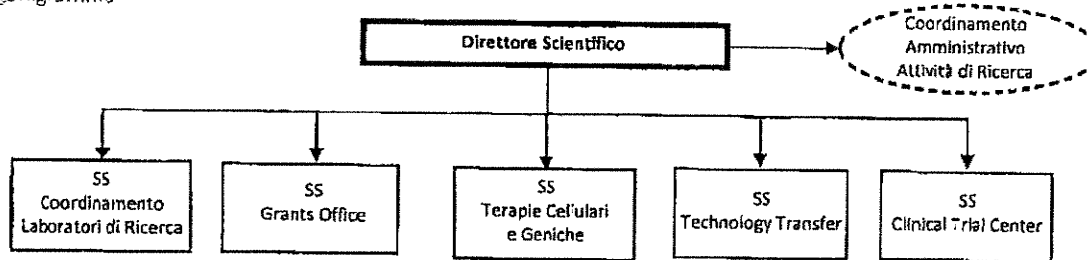 Direttore Scientifico
Coordinamento
Amministrativo
Attività di Ricerca
SS
Coordinamento
Laboratori di Ricerca
SS
Grants Office
SS
Terapie Cellulari
e Geniche
SS
Technology Transfer
SS
Clinical Trial Center